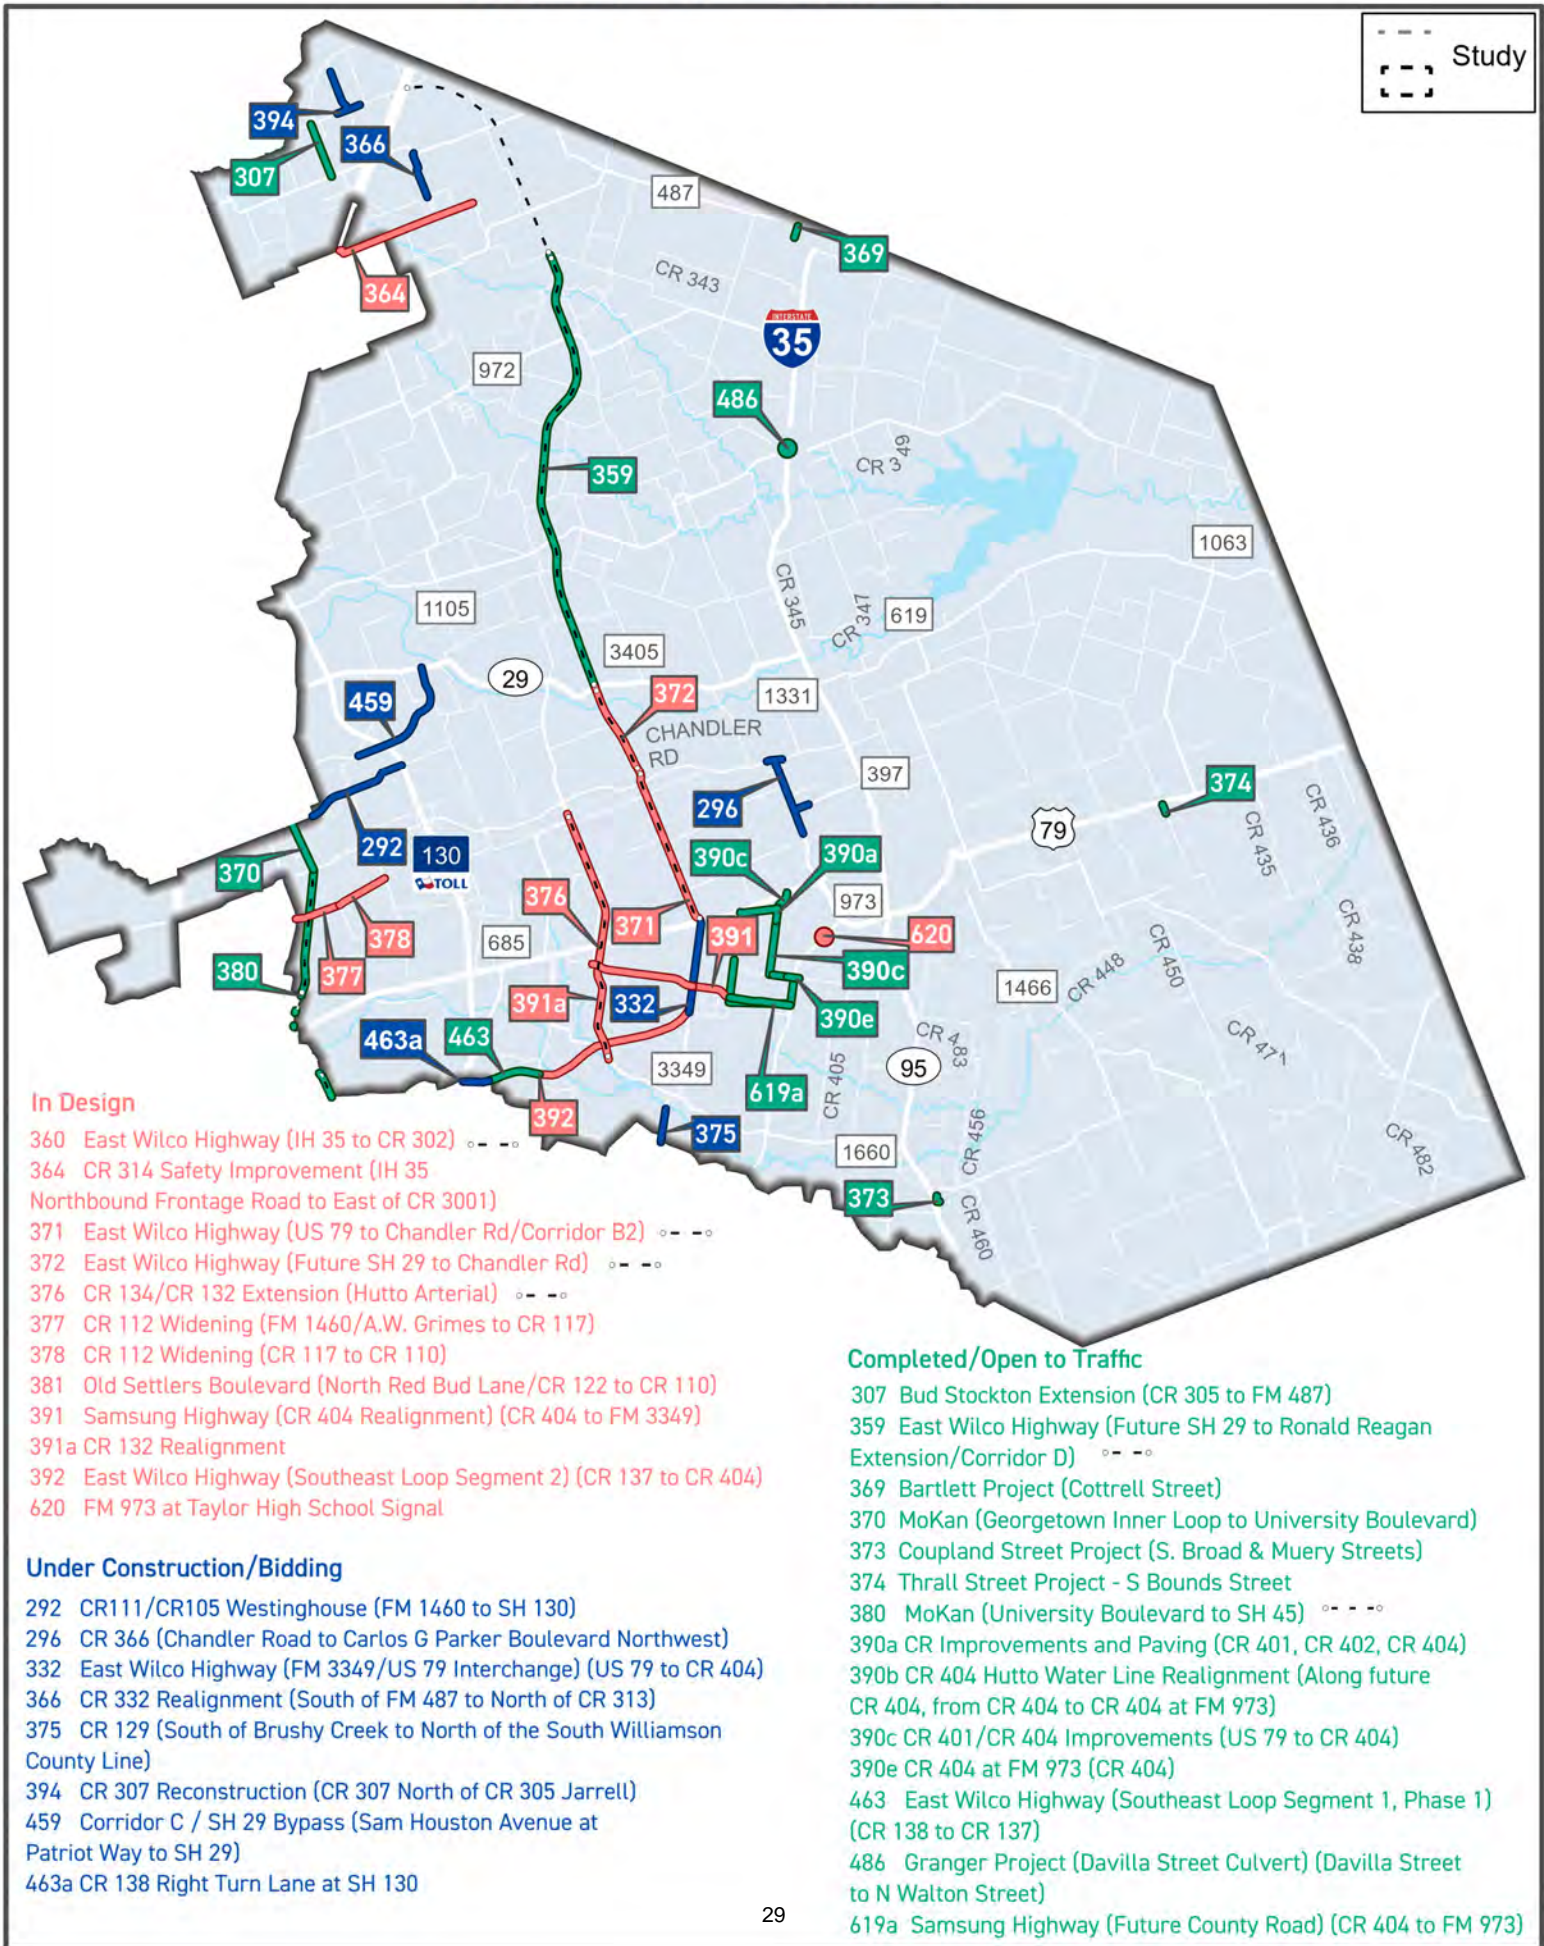 Study
394
366
307
487
369
CR 343
364
INTERSTATE
35
972
486
CR 349
359
1063
CR 345
CR 347
1105
619
3405
29
372
1331
459
CHANDLER
RD
397
296
374
CR 436
79
CR 435
292
130
TOLL
390c
390a
370
376
973
371
391
620
CR 438
378
685
CR 450
380
377
390c
CR 448
1466
391a
332
390e
463a
463
CR 483
CR 471
3349
95
619a
CR 405
392
375
CR 456
1660
CR 482
373
CR 460
In Design
360 East Wilco Highway (IH 35 to CR 302)
364 CR 314 Safety Improvement (IH 35
Northbound Frontage Road to East of CR 3001)
371 East Wilco Highway (US 79 to Chandler Rd/Corridor B2)
372 East Wilco Highway (Future SH 29 to Chandler Rd)
376 CR 134/CR 132 Extension (Hutto Arterial)
377 CR 112 Widening (FM 1460/A.W. Grimes to CR 117)
378 CR 112 Widening (CR 117 to CR 110)
381 Old Settlers Boulevard (North Red Bud Lane/CR 122 to CR 110)
391 Samsung Highway (CR 404 Realignment) (CR 404 to FM 3349)
391a CR 132 Realignment
392 East Wilco Highway (Southeast Loop Segment 2) (CR 137 to CR 404)
620 FM 973 at Taylor High School Signal
Under Construction/Bidding
292 CR111/CR105 Westinghouse (FM 1460 to SH 130)
296 CR 366 (Chandler Road to Carlos G Parker Boulevard Northwest)
332 East Wilco Highway (FM 3349/US 79 Interchange) (US 79 to CR 404)
366 CR 332 Realignment (South of FM 487 to North of CR 313)
375 CR 129 (South of Brushy Creek to North of the South Williamson
County Line)
394 CR 307 Reconstruction (CR 307 North of CR 305 Jarrell)
459 Corridor C / SH 29 Bypass (Sam Houston Avenue at
Patriot Way to SH 29)
463a CR 138 Right Turn Lane at SH 130
Completed/Open to Traffic
307 Bud Stockton Extension (CR 305 to FM 487)
359 East Wilco Highway (Future SH 29 to Ronald Reagan
Extension/Corridor D)
369 Bartlett Project (Cottrell Street)
370 MoKan (Georgetown Inner Loop to University Boulevard)
373 Coupland Street Project (S. Broad & Muery Streets)
374 Thrall Street Project - S Bounds Street
380 MoKan (University Boulevard to SH 45)
390a CR Improvements and Paving (CR 401, CR 402, CR 404)
390b CR 404 Hutto Water Line Realignment (Along future
CR 404, from CR 404 to CR 404 at FM 973)
390c CR 401/CR 404 Improvements (US 79 to CR 404)
390e CR 404 at FM 973 (CR 404)
463 East Wilco Highway (Southeast Loop Segment 1, Phase 1)
(CR 138 to CR 137)
486 Granger Project (Davilla Street Culvert) (Davilla Street
to N Walton Street)
619a Samsung Highway (Future County Road) (CR 404 to FM 973)
29